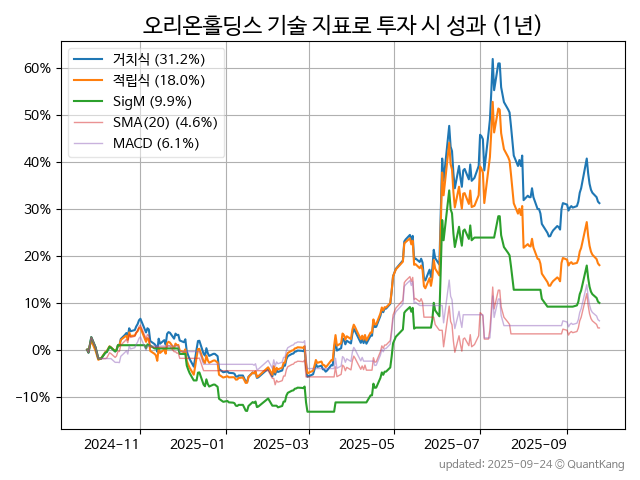 오리온홀딩스 기술 지표로 투자 시 성과 (1년)
거치식 (31.2%)
적립식 (18.0%)
SigM (9.9%)
SMA(20) (4.6%)
MACD (6.1%)
60%
50%
40%
30%
20%
10%
0%
−10%
2024-11 2025-01 2025-03 2025-05 2025-07 2025-09
updated: 2025-09-24 © QuantKang